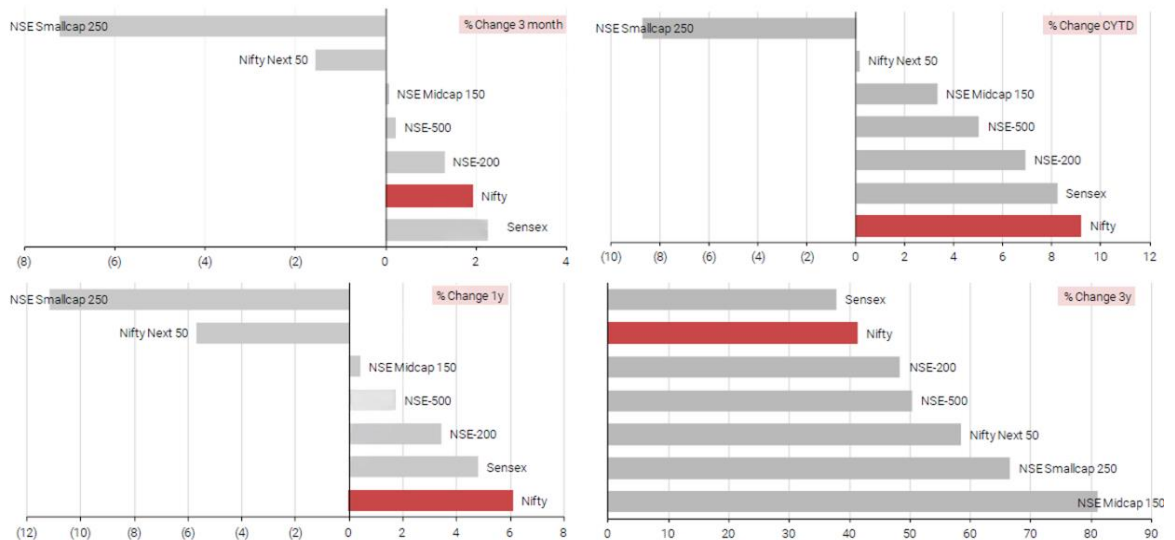 % Change 3 month
NSE Smallcap 250
Nifty Next 50
NSE Midcap 150
NSE-500
NSE-200
Nifty
Sensex
(8) (6) (4) (2) 0 2 4
% Change CYTD
NSE Smallcap 250
Nifty Next 50
NSE Midcap 150
NSE-500
NSE-200
Sensex
Nifty
(10) (8) (6) (4) (2) 0 2 4 6 8 10 12
% Change 1y
NSE Smallcap 250
Nifty Next 50
NSE Midcap 150
NSE-500
NSE-200
Sensex
Nifty
(12) (10) (8) (6) (4) (2) 0 2 4 6 8
% Change 3y
Sensex
Nifty
NSE-200
NSE-500
Nifty Next 50
NSE Smallcap 250
NSE Midcap 150
0 10 20 30 40 50 60 70 80 90